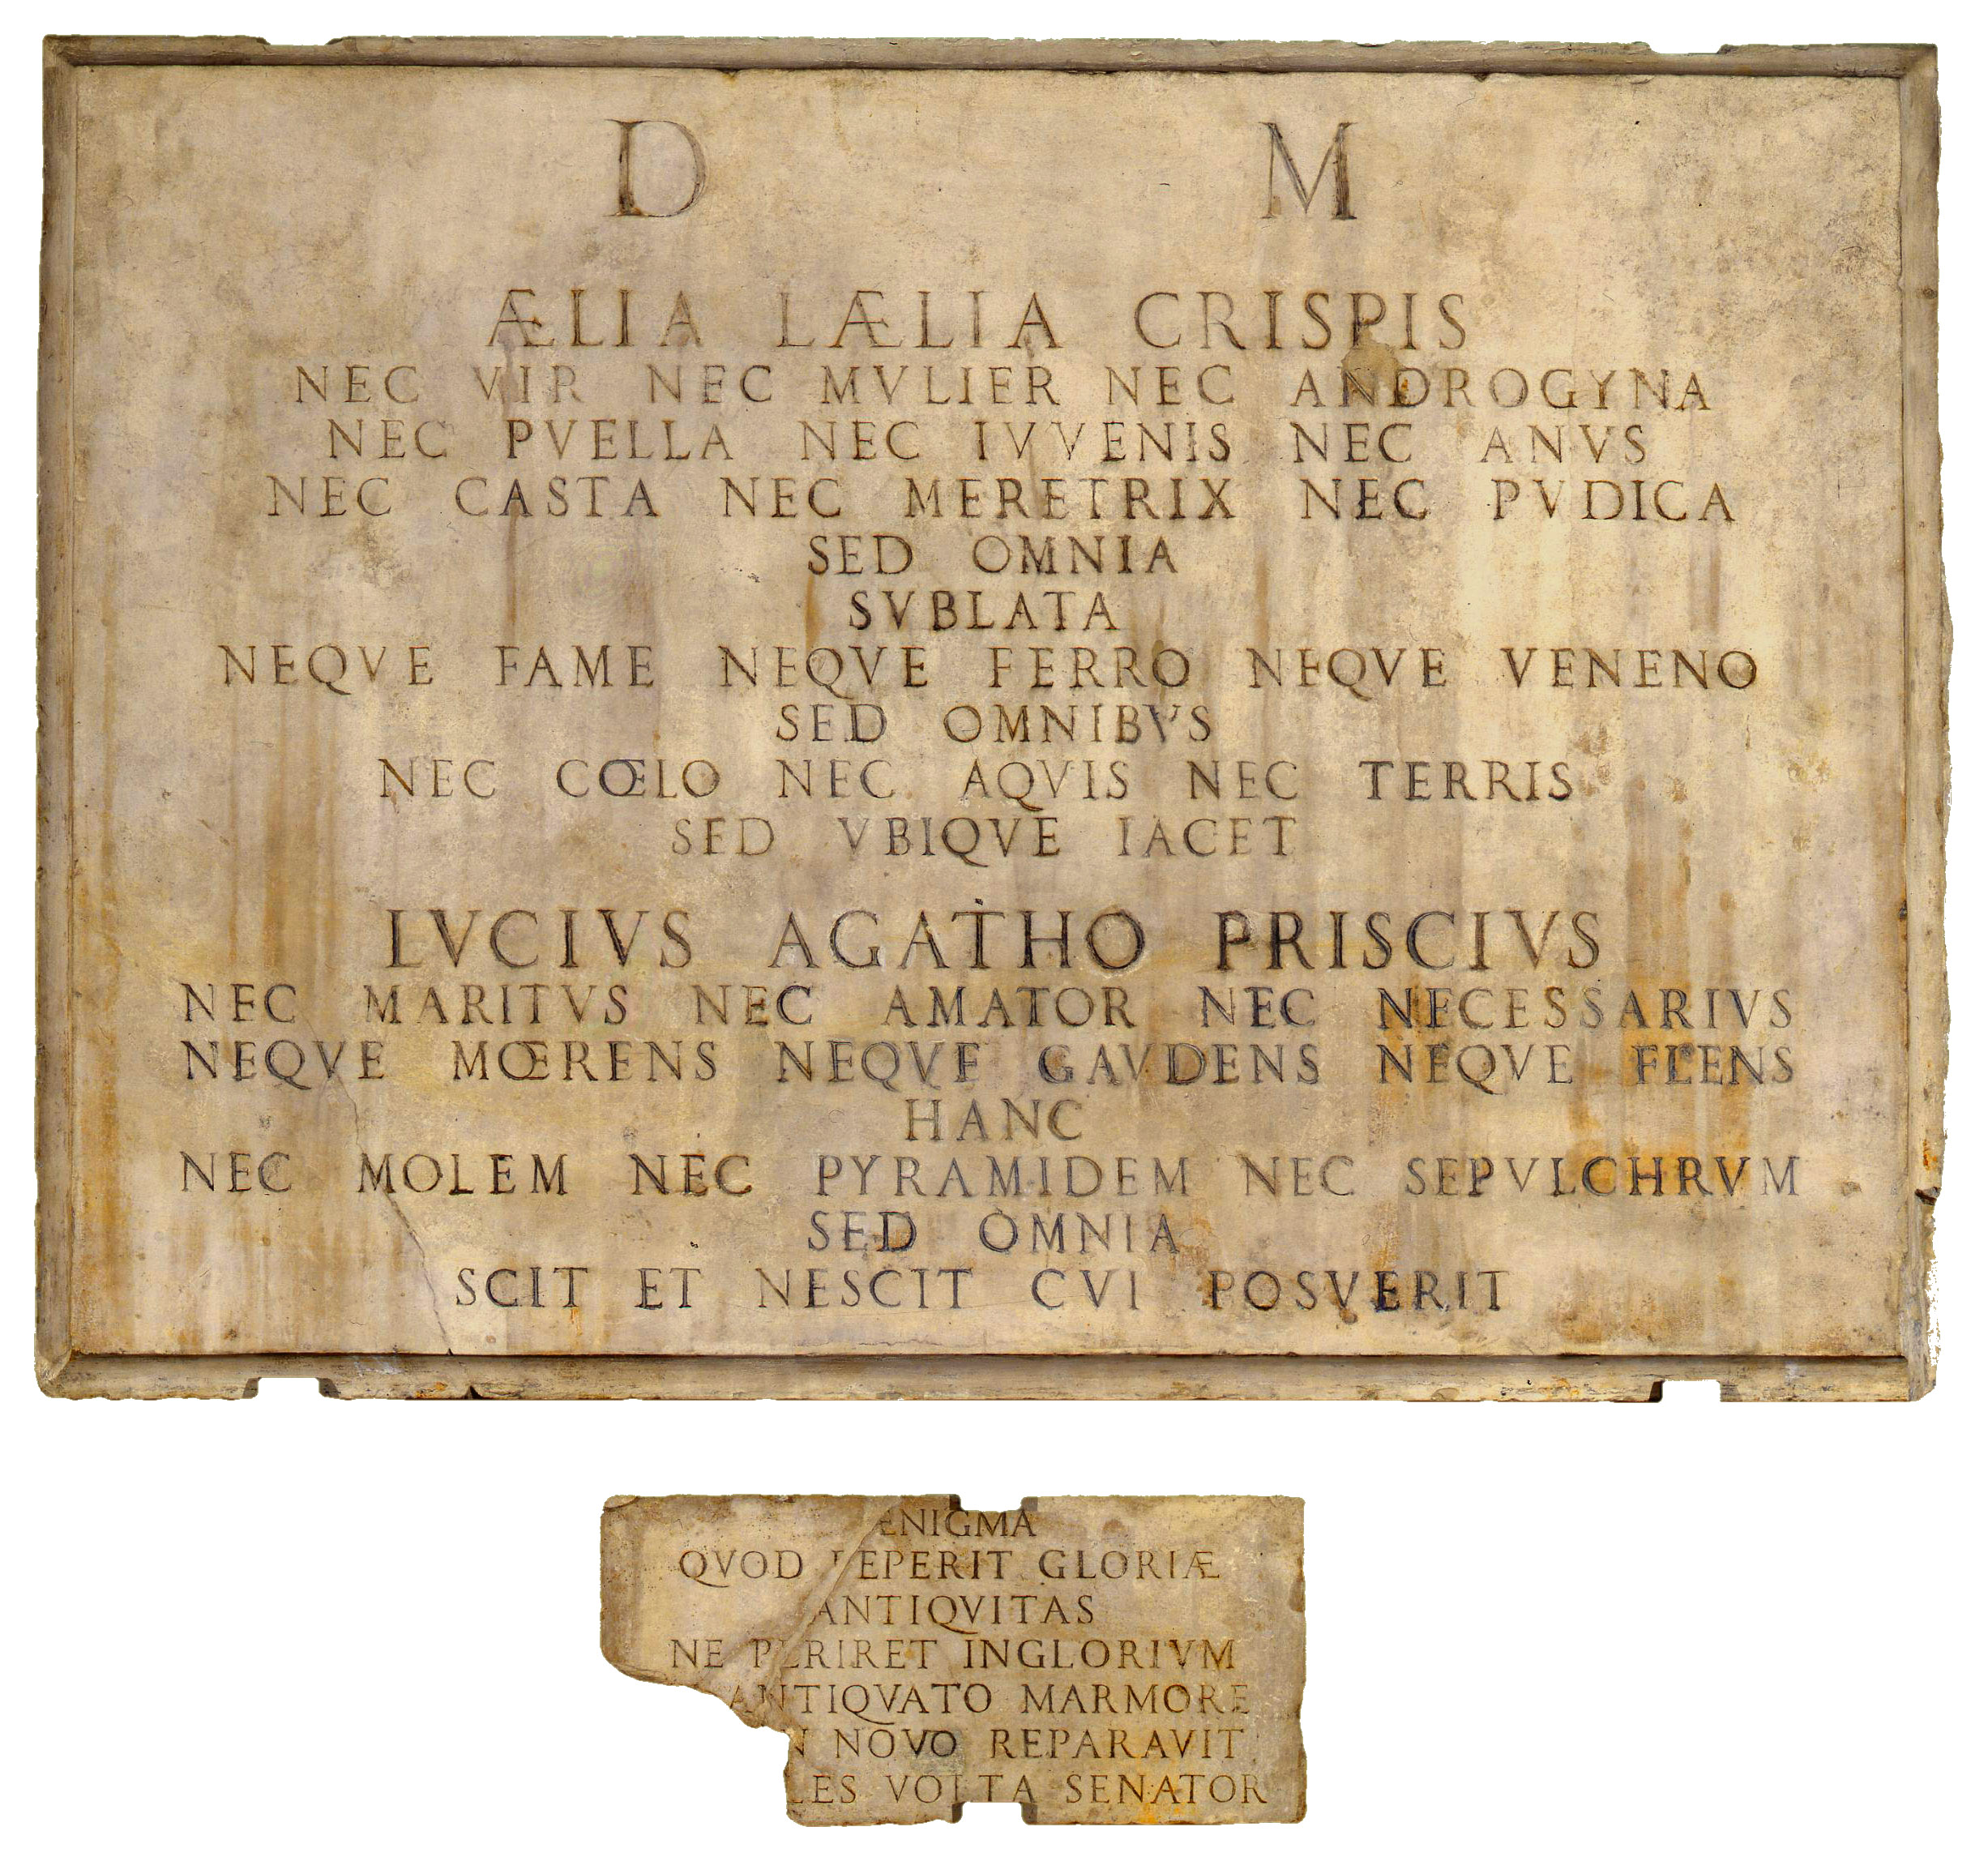 D M
ÆLIA LÆLIA CRISPIS
NEC VIR NEC MVLIER NEC ANDROGYNA
NEC PVELLA NEC IVVENIS NEC ANVS
NEC CASTA NEC MERETRIX NEC PVDICA
SED OMNIA
SVBLATA
NEQVE FAME NEQVE FERRO NEQVE VENENO
SED OMNIBVS
NEC CŒLO NEC AQVIS NEC TERRIS
SED VBIQVE IACET
LVCIVS AGATHO PRISCIVS
NEC MARITVS NEC AMATOR NEC NECESSARIVS
NEQVE MŒRENS NEQVE GAVDENS NEQVE FLENS
HANC
NEC MOLEM NEC PYRAMIDEM NEC SEPVLCHRVM
SED OMNIA
SCIT ET NESCIT CVI POSVERIT
ÆNIGMA
QVOD PEPERIT GLORIÆ
ANTIQVITAS
NE PERIRET INGLORIVM
ANTIQVATO MARMORE
NOVO REPARAVIT
VOLTA SENATOR